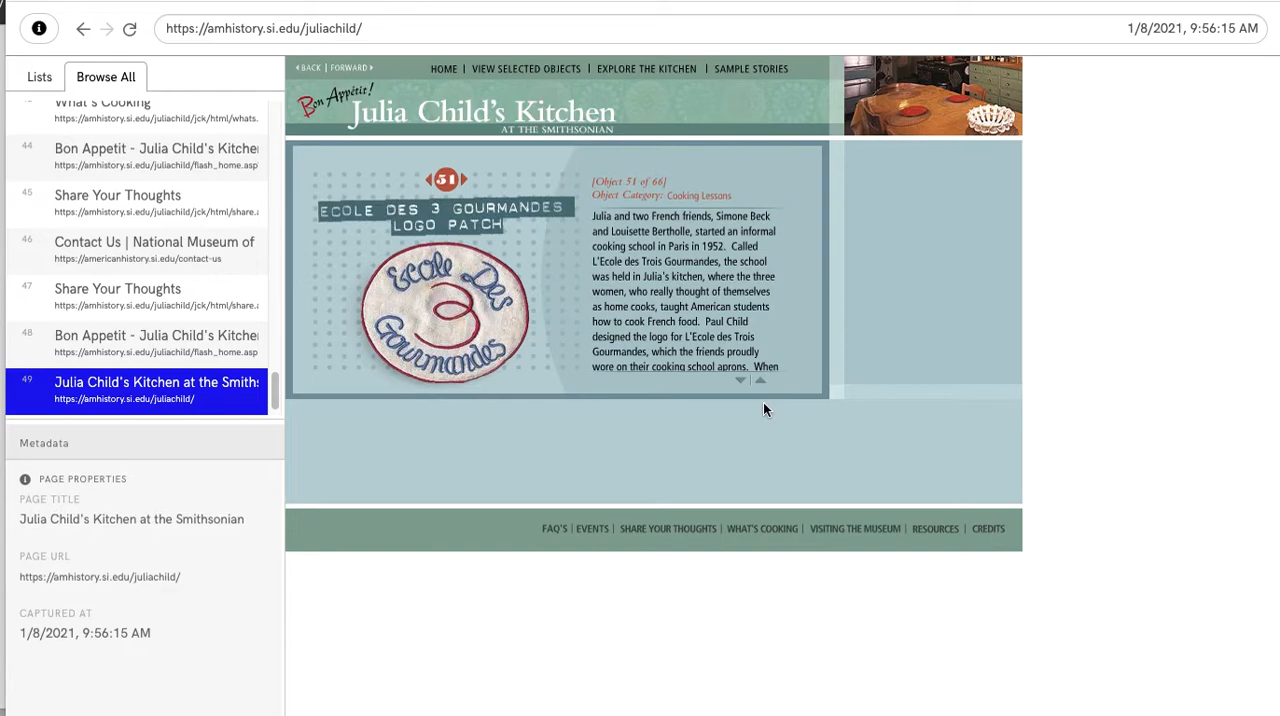 https://amhistory.si.edu/juliachild/
1/8/2021, 9:56:15 AM
Lists
Browse All
What's Cooking
https://amhistory.si.edu/juliachild/jck/html/whats.
44
Bon Appetit - Julia Child's Kitche
https://amhistory.si.edu/juliachild/flash_home.asp
45
Share Your Thoughts
https://amhistory.si.edu/juliachild/jck/html/share.
46
Contact Us | National Museum of
https://americanhistory.si.edu/contact-us
47
Share Your Thoughts
https://amhistory.si.edu/juliachild/jck/html/share.
48
Bon Appetit - Julia Child's Kitche
https://amhistory.si.edu/juliachild/flash_home.asp
49
Julia Child's Kitchen at the Smiths
https://amhistory.si.edu/juliachild/
Metadata
PAGE PROPERTIES
PAGE TITLE
Julia Child's Kitchen at the Smithsonian
PAGE URL
https://amhistory.si.edu/juliachild/
CAPTURED AT
1/8/2021, 9:56:15 AM
BACK | FORWARD
HOME | VIEW SELECTED OBJECTS | EXPLORE THE KITCHEN | SAMPLE STORIES
Bon Appétit!
Julia Child's Kitchen
AT THE SMITHSONIAN
51
ECOLE DES 3 GOURMANDES
LOGO PATCH
Ecole Des
3
Gourmandes
[Object 51 of 66]
Object Category: Cooking Lessons
Julia and two French friends, Simone Beck
and Louisette Bertholle, started an informal
cooking school in Paris in 1952. Called
L'Ecole des Trois Gourmandes, the school
was held in Julia's kitchen, where the three
women, who really thought of themselves
as home cooks, taught American students
how to cook French food. Paul Child
designed the logo for L'Ecole des Trois
Gourmandes, which the friends proudly
wore on their cooking school aprons. When
FAQ'S | EVENTS | SHARE YOUR THOUGHTS | WHAT'S COOKING | VISITING THE MUSEUM | RESOURCES | CREDITS